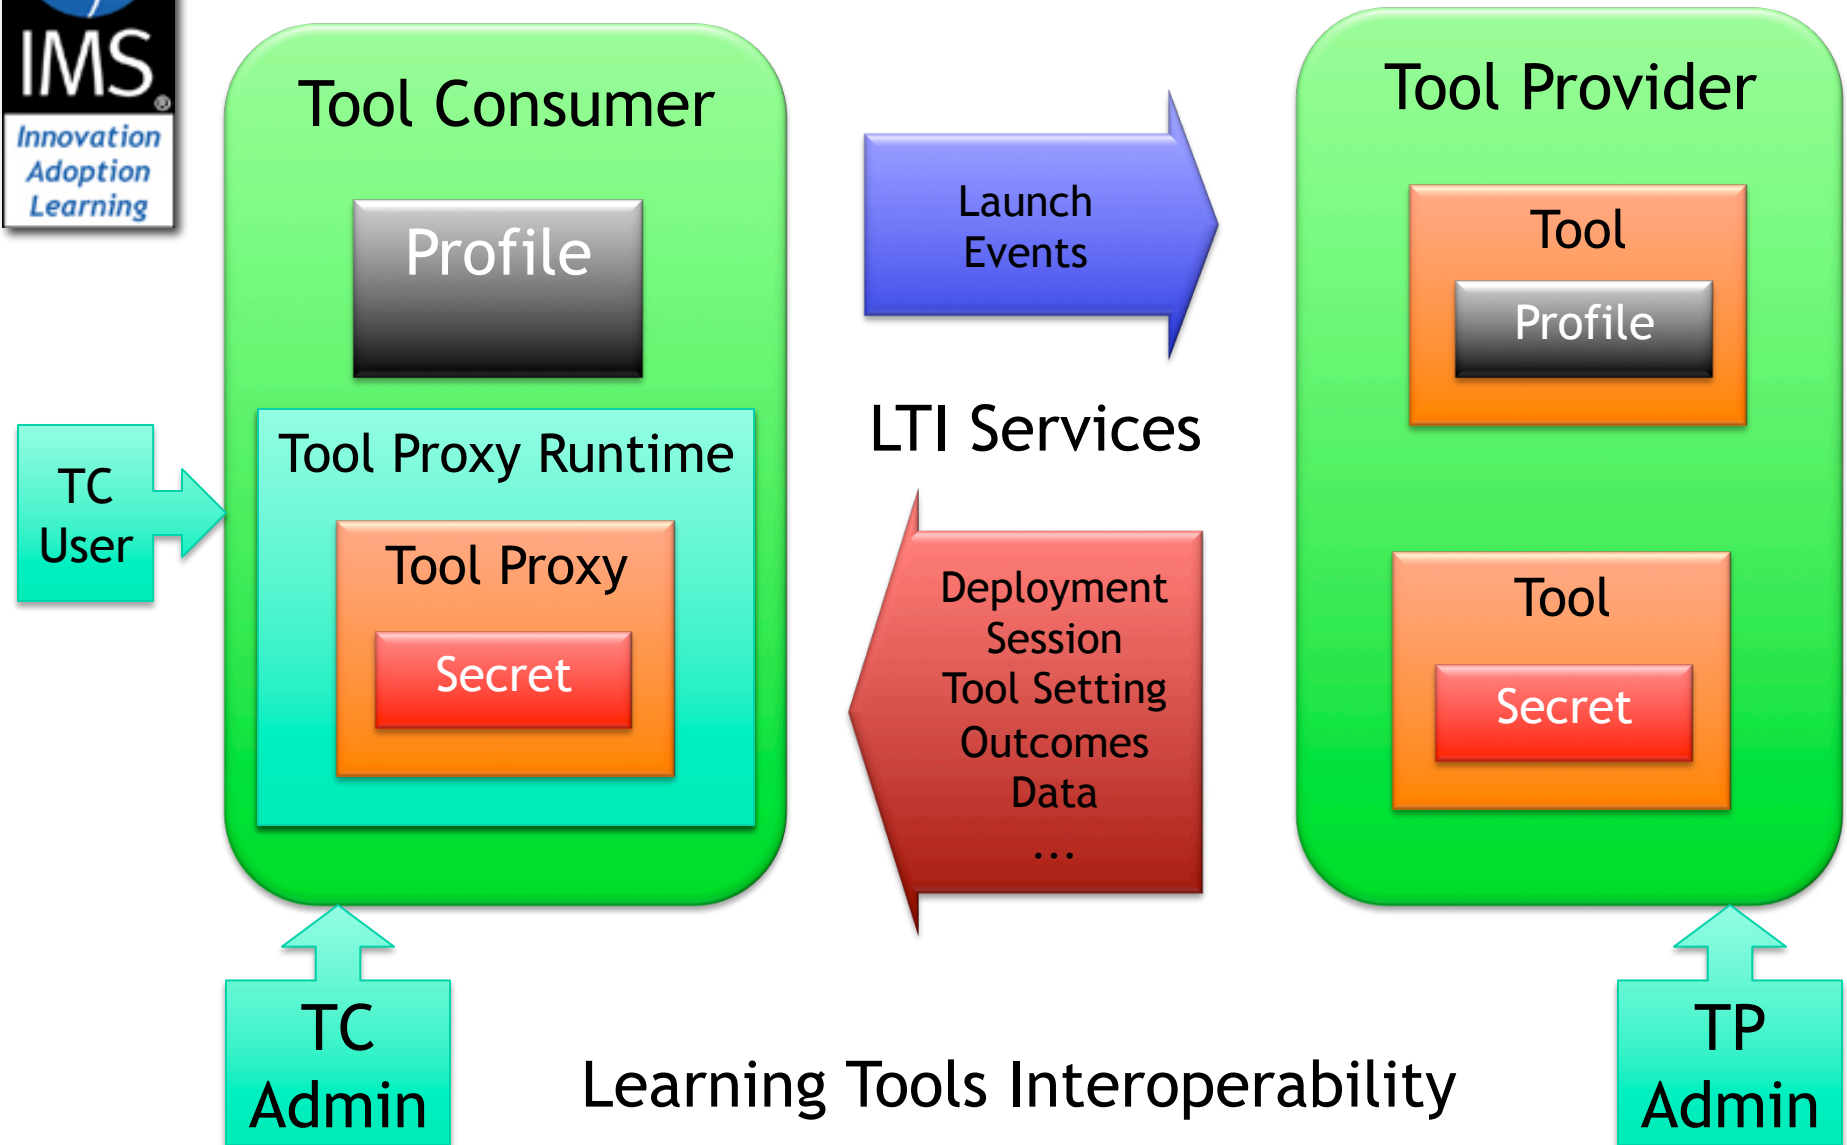 IMS®
Innovation
Adoption
Learning
Tool Consumer
Profile
Tool Proxy Runtime
Tool Proxy
Secret
TC
User
TC
Admin
Launch
Events
LTI Services
Deployment
Session
Tool Setting
Outcomes
Data
...
Tool Provider
Tool
Profile
Tool
Secret
TP
Admin
Learning Tools Interoperability